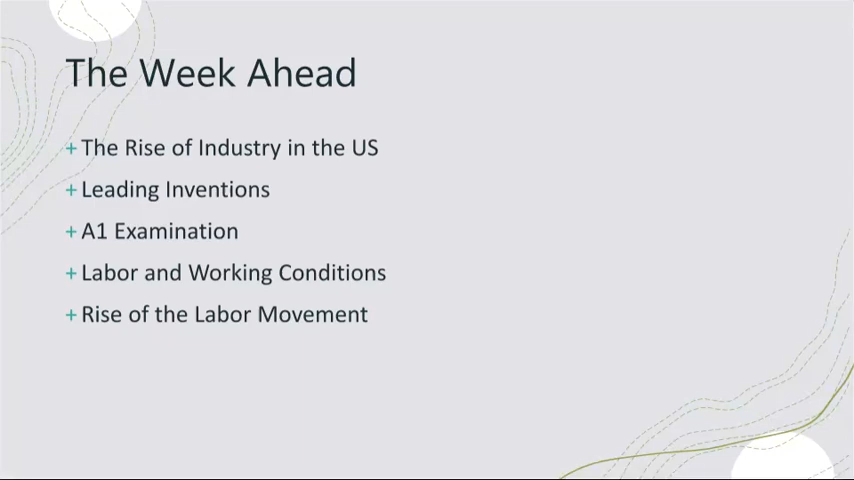 The Week Ahead
+ The Rise of Industry in the US
+ Leading Inventions
+ A1 Examination
+ Labor and Working Conditions
+ Rise of the Labor Movement